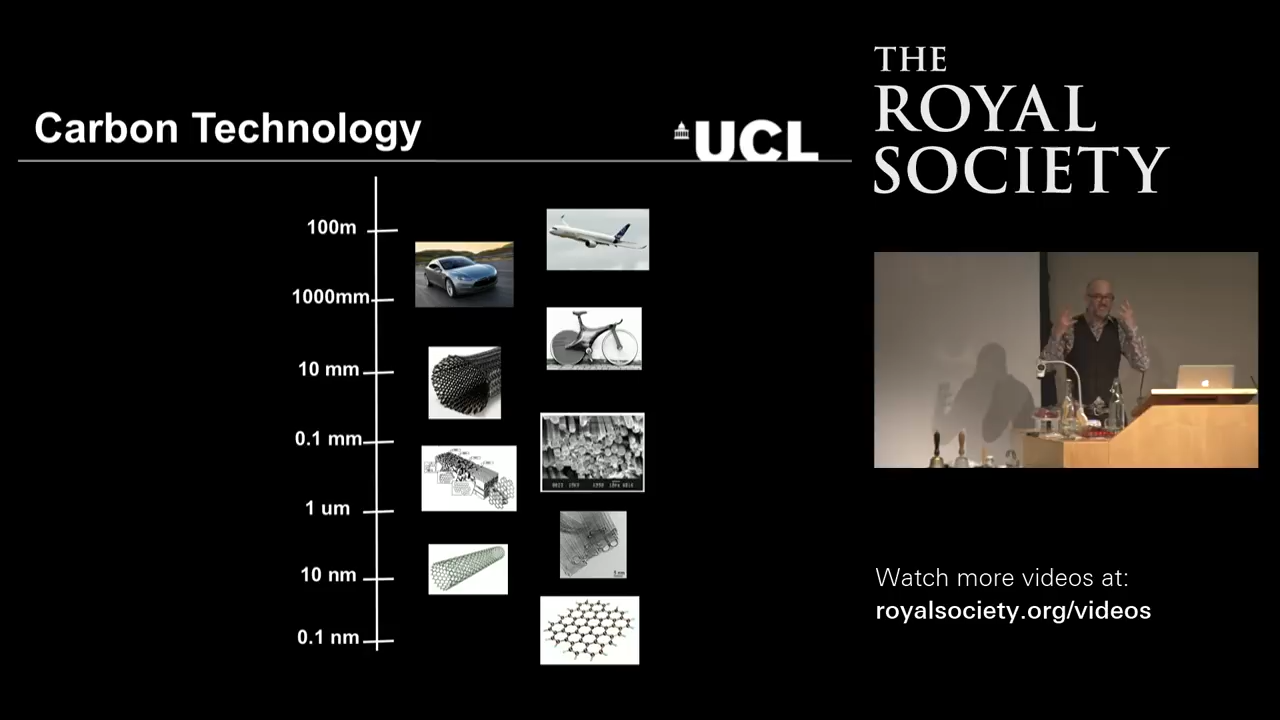 Carbon Technology
UCL
100m
1000mm
10 mm
0.1 mm
1 um
10 nm
0.1 nm
THE
ROYAL
SOCIETY
Watch more videos at:
royalsociety.org/videos